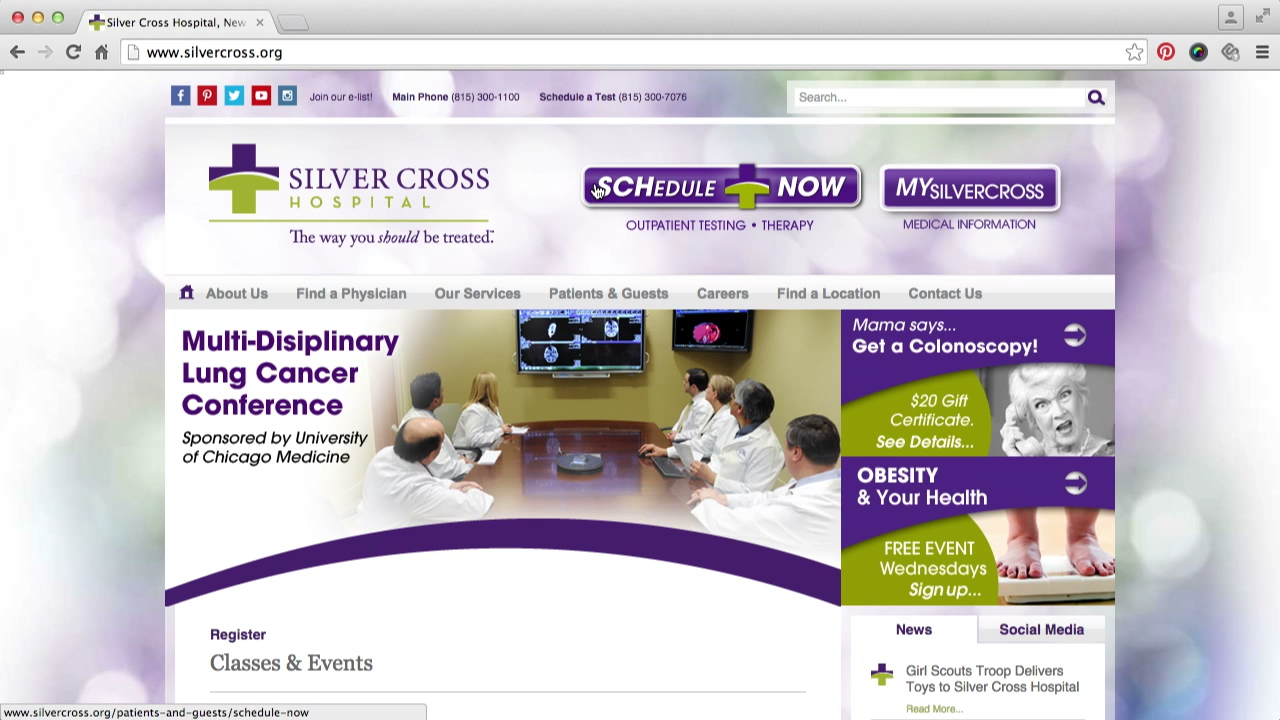 Silver Cross Hospital, New
www.silvercross.org
Join our e-list!
Main Phone (815) 300-1100
Schedule a Test (815) 300-7076
Search...
SILVER CROSS
HOSPITAL
The way you should be treated.
SCHEDULE NOW
OUTPATIENT TESTING • THERAPY
MYSILVERCROSS
MEDICAL INFORMATION
About Us
Find a Physician
Our Services
Patients & Guests
Careers
Find a Location
Contact Us
Multi-Disiplinary
Lung Cancer
Conference
Sponsored by University
of Chicago Medicine
Mama says...
Get a Colonoscopy!
$20 Gift
Certificate.
See Details...
OBESITY
& Your Health
FREE EVENT
Wednesdays
Sign up...
Register
Classes & Events
News
Social Media
Girl Scouts Troop Delivers
Toys to Silver Cross Hospital
Read More...
www.silvercross.org/patients-and-guests/schedule-now